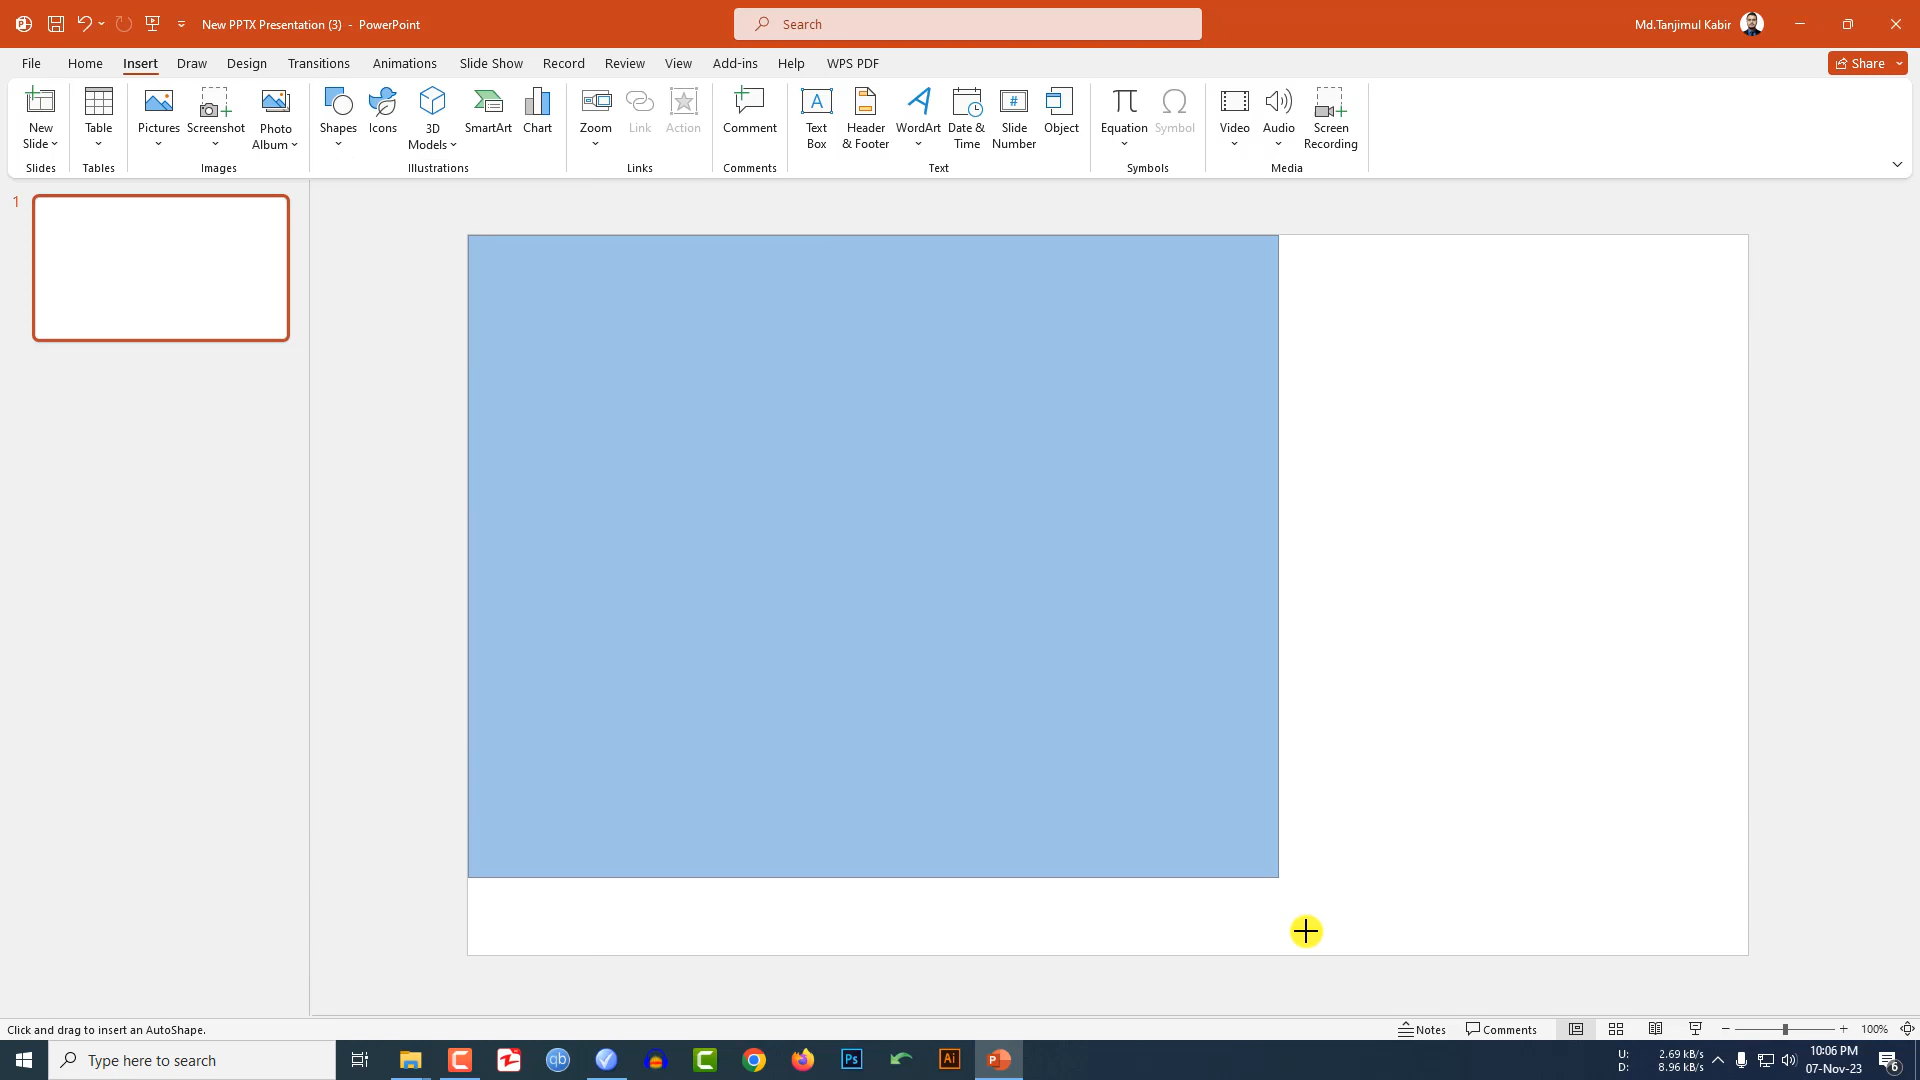 New PPTX Presentation (3) - PowerPoint
Search
Md.Tanjimul Kabir
File Home Insert Draw Design Transitions Animations Slide Show Record Review View Add-ins Help WPS PDF
Share
New Slide
Table
Pictures
Screenshot
Photo Album
Shapes
Icons
3D Models
SmartArt
Chart
Zoom
Link
Action
Comment
Text Box
Header & Footer
WordArt
Date & Time
Slide Number
Object
Equation
Symbol
Video
Audio
Screen Recording
Slides Tables Images Illustrations Links Comments Text Symbols Media
1
Click and drag to insert an AutoShape.
Notes
Comments
100%
Type here to search
qb
Ps
Ai
P
U: 2.69 kB/s
D: 8.96 kB/s
10:06 PM
07-Nov-23
6